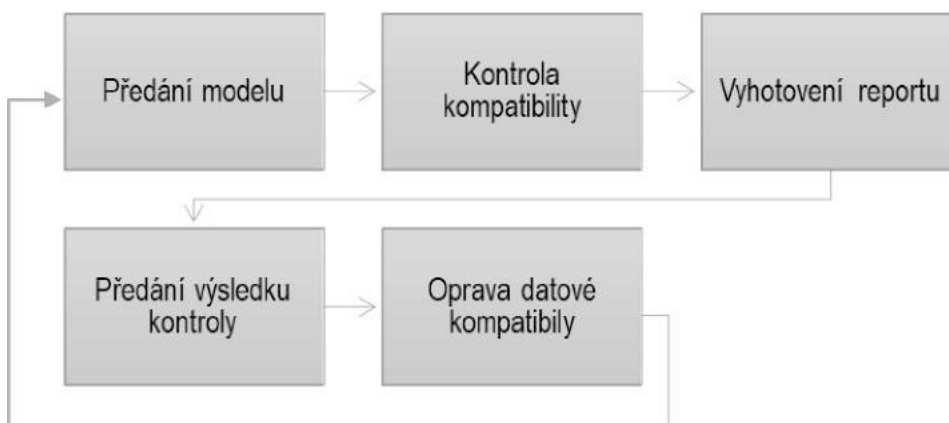 Předání modelu
Kontrola
kompatibility
Vyhotovení reportu
Předání výsledku
kontroly
Oprava datové
kompatibily